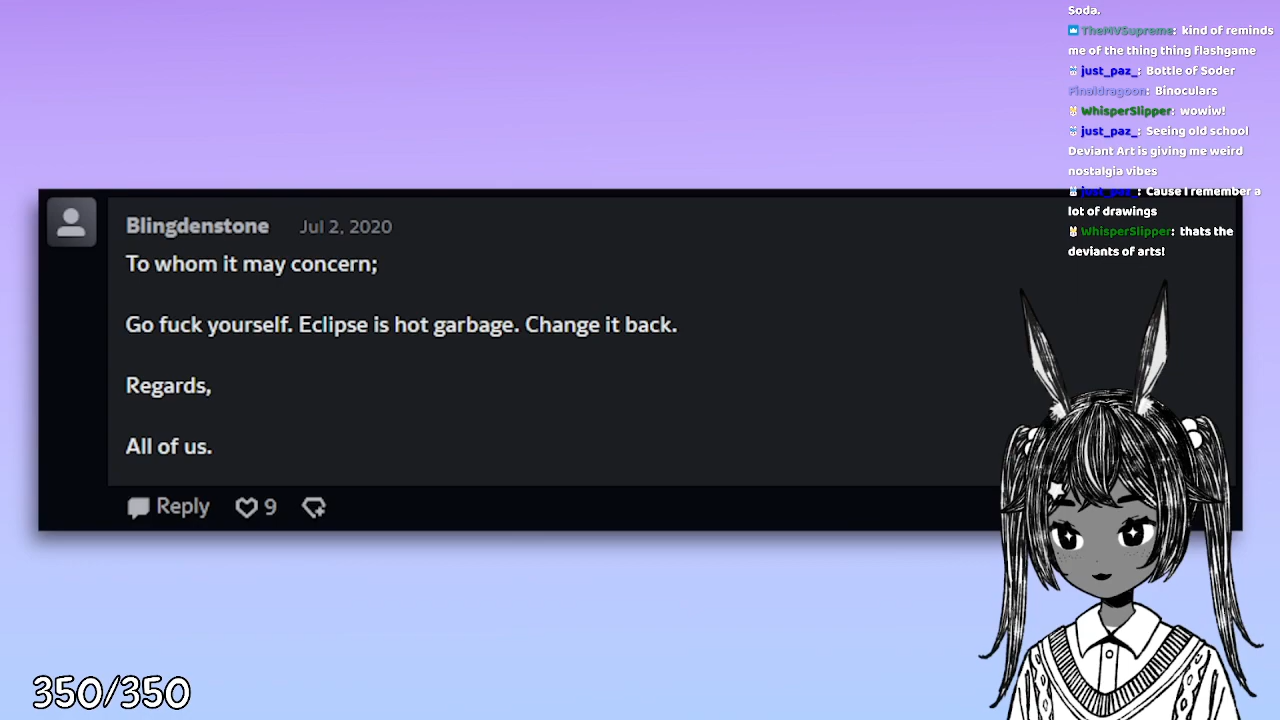 Soda.
TheMVSupreme: kind of reminds
me of the thing thing flashgame
just_paz_: Bottle of Soder
Finaldragoon: Binoculars
WhisperSlipper: wowiw!
just_paz_: Seeing old school
Deviant Art is giving me weird
nostalgia vibes
just_paz_: Cause I remember a
lot of drawings
WhisperSlipper: thats the
deviants of arts!
Blingdenstone Jul 2, 2020
To whom it may concern;
Go fuck yourself. Eclipse is hot garbage. Change it back.
Regards,
All of us.
Reply 9
350/350